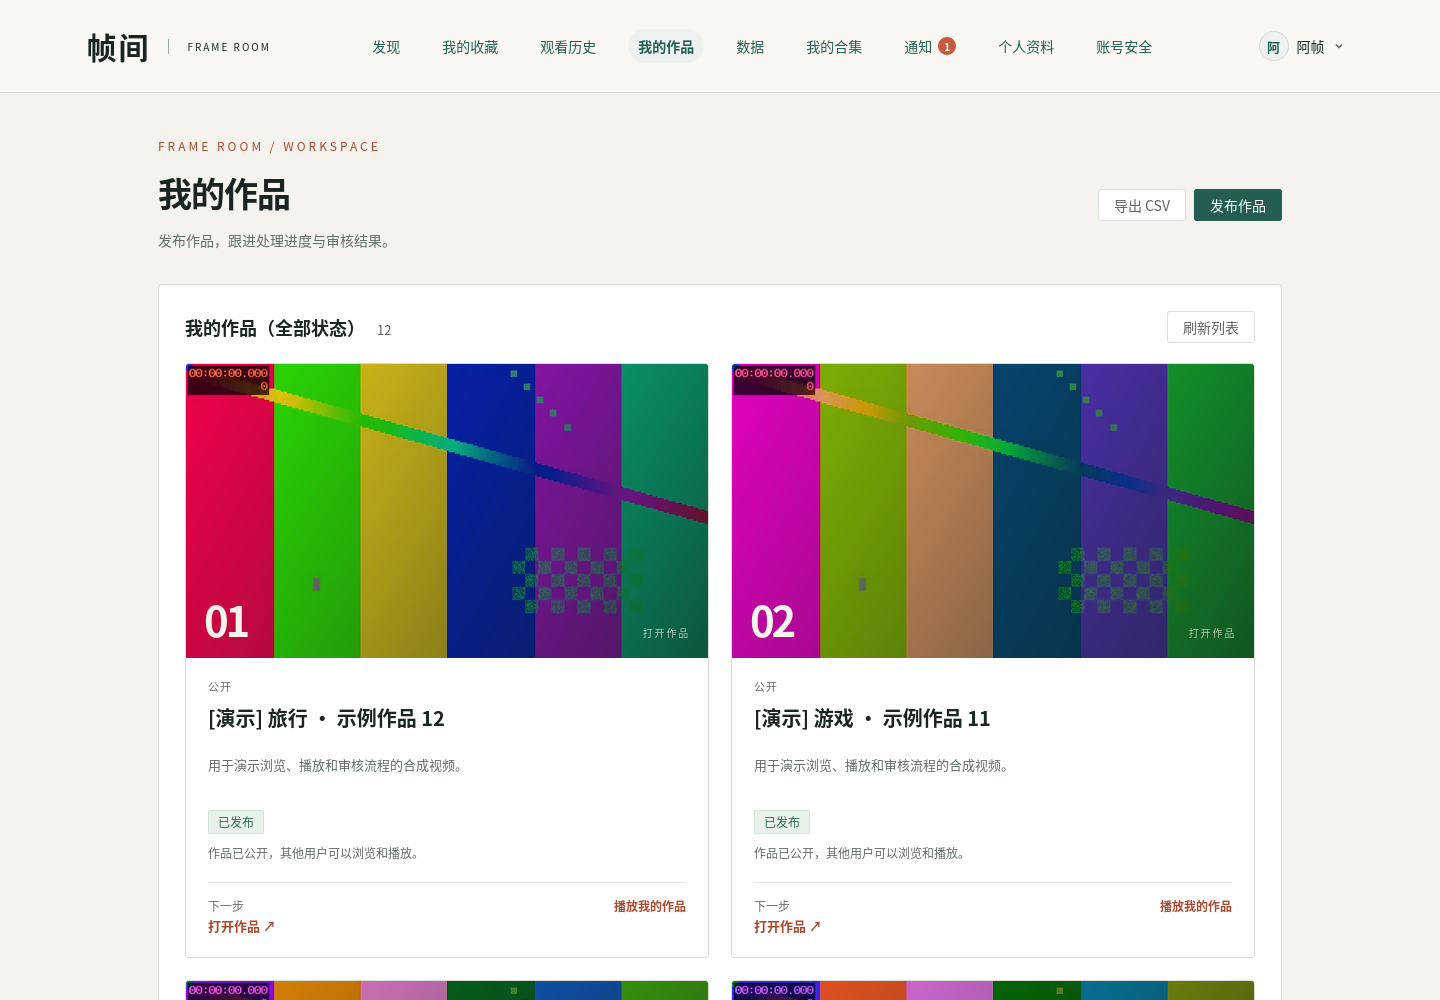 帧间 FRAME ROOM 发现 我的收藏 观看历史 我的作品 数据 我的合集 通知 1 个人资料 账号安全 阿 阿帧
FRAME ROOM / WORKSPACE
我的作品
导出 CSV 发布作品
发布作品，跟进处理进度与审核结果。
我的作品（全部状态） 12 刷新列表
00:00:00.000
0
01
打开作品
公开
[演示] 旅行 · 示例作品 12
用于演示浏览、播放和审核流程的合成视频。
已发布
作品已公开，其他用户可以浏览和播放。
下一步 播放我的作品
打开作品 ↗
00:00:00.000
0
02
打开作品
公开
[演示] 游戏 · 示例作品 11
用于演示浏览、播放和审核流程的合成视频。
已发布
作品已公开，其他用户可以浏览和播放。
下一步 播放我的作品
打开作品 ↗
00:00:00.000
00:00:00.000